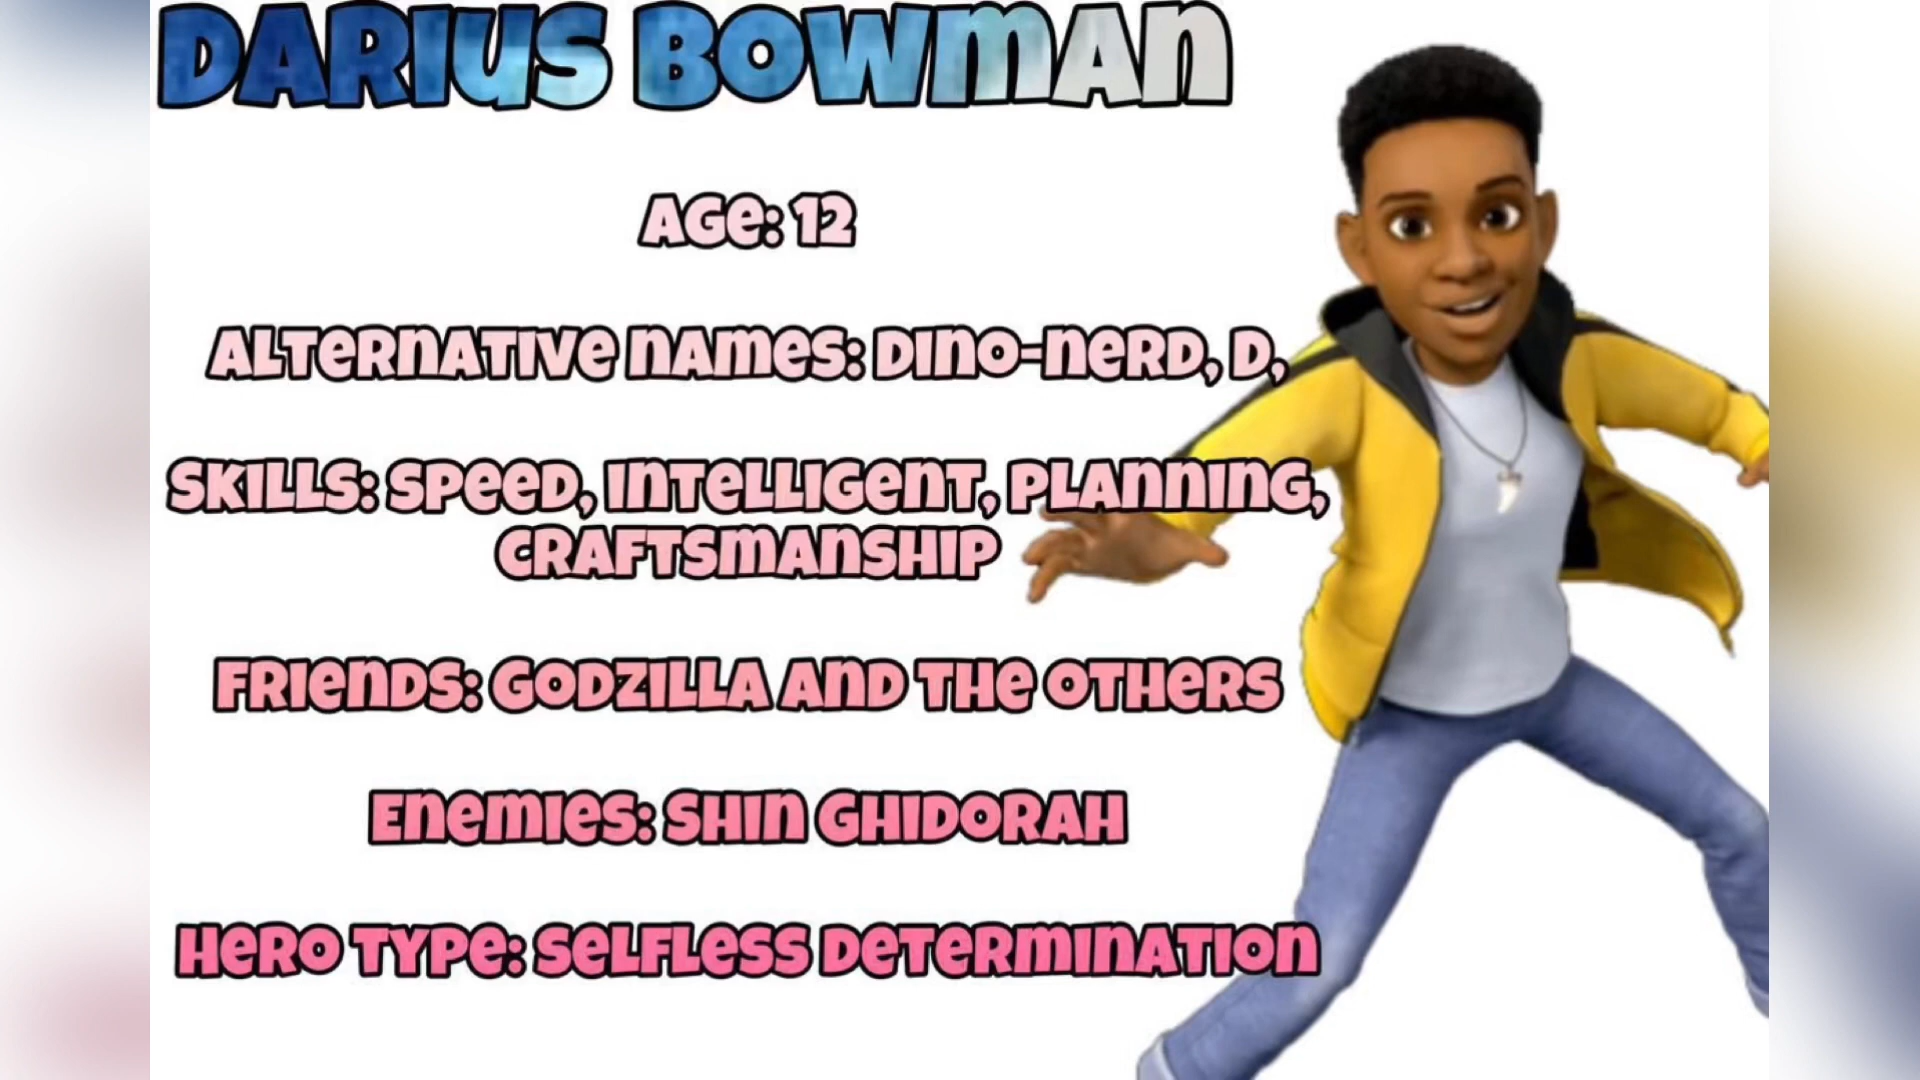 DARIUS BOWMAN
AGE: 12
ALTERNATIVE NAMES: DINO-NERD, D,
SKILLS: SPEED, INTELLIGENT, PLANNING,
CRAFTSMANSHIP
FRIENDS: GODZILLA AND THE OTHERS
ENEMIES: SHIN GHIDORAH
HERO TYPE: SELFLESS DETERMINATION